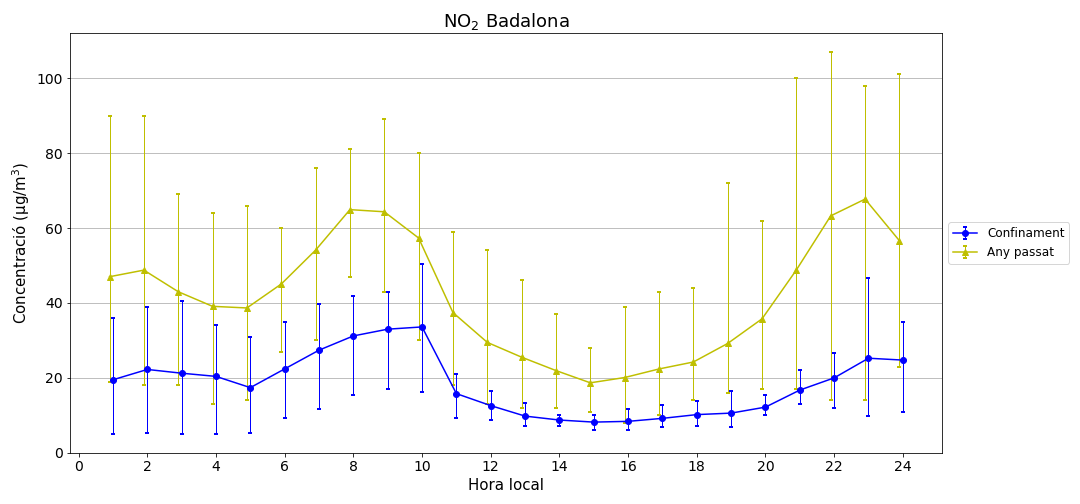 NO₂ Badalona
Concentració (µg/m³)
100
80
60
40
20
0
0 2 4 6 8 10 12 14 16 18 20 22 24
Hora local
Confinament
Any passat